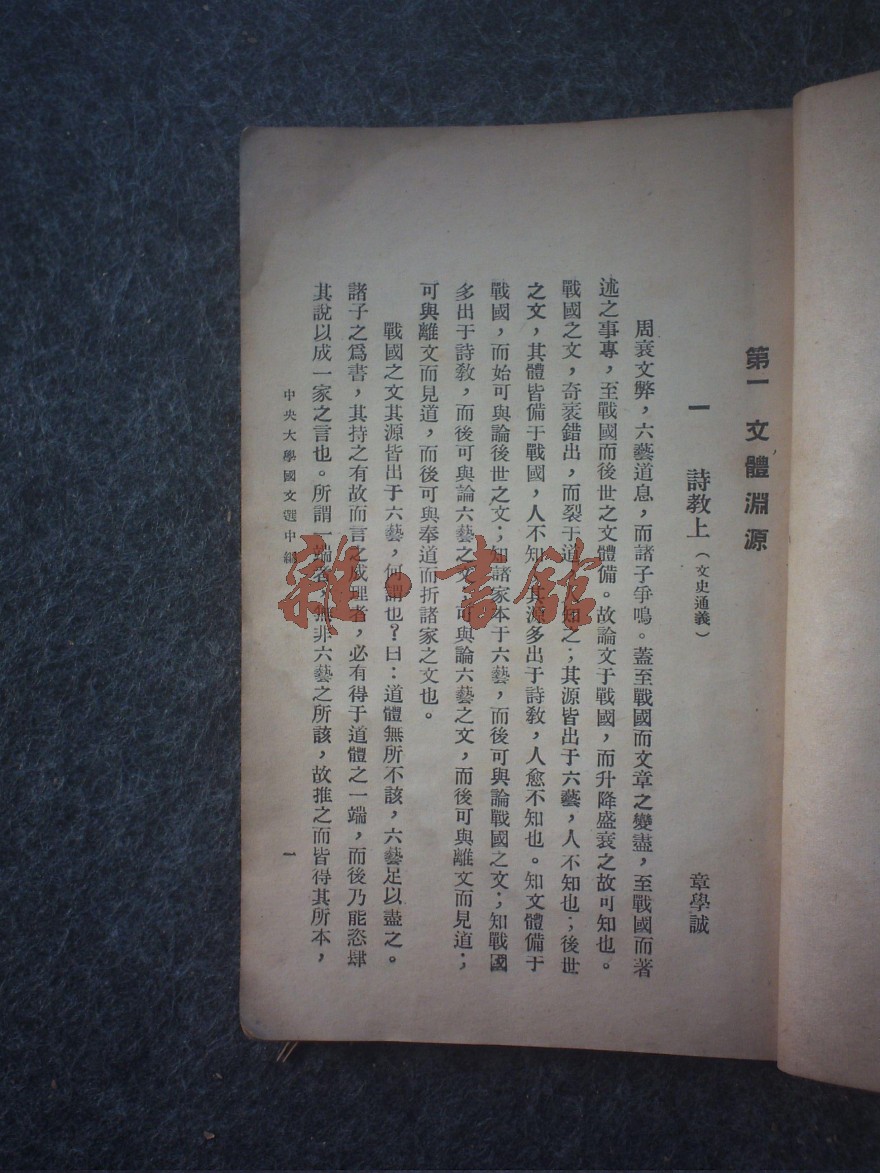 第一 文體淵源
一 詩教上（文史通義） 章學誠
周衰文弊，六藝道息，而諸子爭鳴。蓋至戰國而文章之變盡，至戰國而著
述之事專，至戰國而後世之文體備。故論文于戰國，而升降盛衰之故可知也。
戰國之文，奇衺錯出，而裂于道，人知之；其源皆出于六藝，人不知也；後世
之文，其體皆備于戰國，人不知；其源多出于詩教，人愈不知也。知文體備于
戰國，而始可與論後世之文；知諸家本于六藝，而後可與論戰國之文；知戰國
多出于詩教，而後可與論六藝之文；可與論六藝之文，而後可與離文而見道；
可與離文而見道，而後可與奉道而折諸家之文也。
戰國之文其源皆出于六藝，何謂也？曰：道體無所不該，六藝足以盡之。
諸子之爲書，其持之有故而言之成理者，必有得于道體之一端，而後乃能恣肆
其說以成一家之言也。所謂一端者，無非六藝之所該，故推之而皆得其所本，
中央大學國文選中編
一
雜·書館